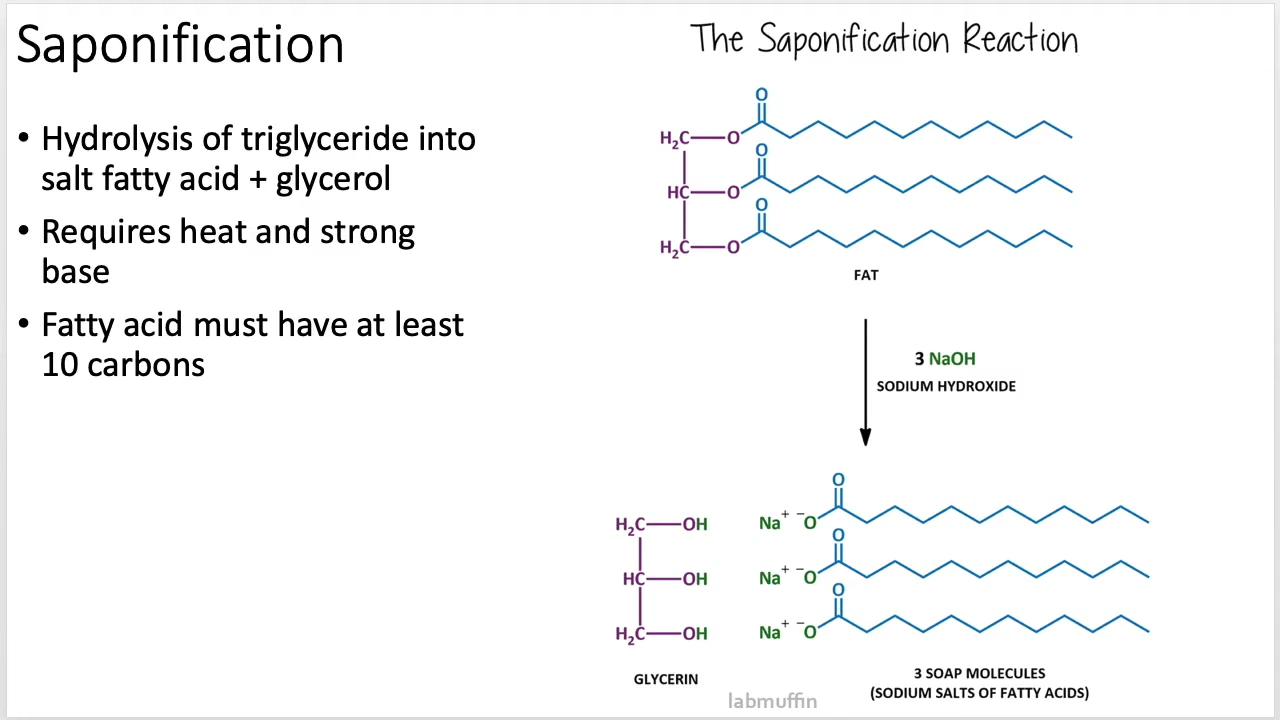 Saponification
• Hydrolysis of triglyceride into
salt fatty acid + glycerol
• Requires heat and strong
base
• Fatty acid must have at least
10 carbons
The Saponification Reaction
O
H₂C—O
O
HC—O
O
H₂C—O
FAT
3 NaOH
SODIUM HYDROXIDE
O
H₂C—OH Na⁺ ⁻O
O
HC—OH Na⁺ ⁻O
O
H₂C—OH Na⁺ ⁻O
GLYCERIN
3 SOAP MOLECULES
(SODIUM SALTS OF FATTY ACIDS)
labmuffin